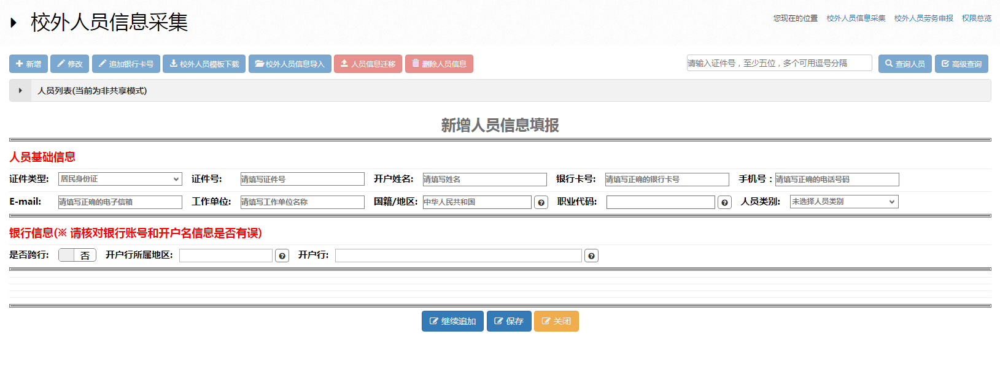 校外人员信息采集
您现在的位置 校外人员信息采集 校外人员劳务申报 权限总览
新增 修改 追加银行卡号 校外人员模板下载 校外人员信息导入 人员信息迁移 删除人员信息 请输入证件号，至少五位，多个可用逗号分隔 查询人员 高级查询
人员列表(当前为非共享模式)
新增人员信息填报
人员基础信息
证件类型: 居民身份证 证件号: 请填写证件号 开户姓名: 请填写姓名 银行卡号: 请填写正确的银行卡号 手机号： 请填写正确的电话号码
E-mail: 请填写正确的电子信箱 工作单位: 请填写工作单位名称 国籍/地区: 中华人民共和国 职业代码: 人员类别: 未选择人员类别
银行信息(※ 请核对银行账号和开户名信息是否有误)
是否跨行: 否 开户行所属地区: 开户行:
继续追加 保存 关闭